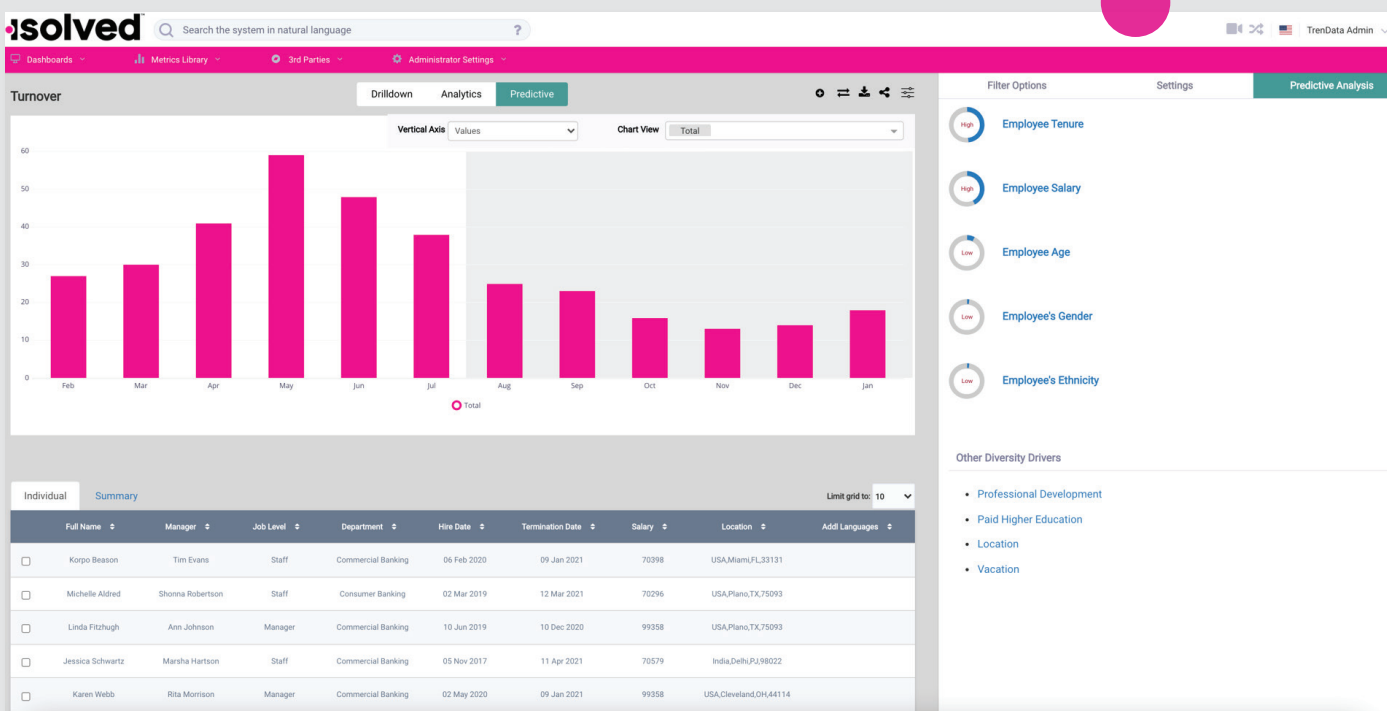 isolved™ Search the system in natural language ? TrenData Admin
Dashboards Metrics Library 3rd Parties Administrator Settings
Turnover Drilldown Analytics Predictive
Filter Options Settings Predictive Analysis
Vertical Axis Values Chart View Total
60
50
40
30
20
10
0
Feb Mar Apr May Jun Jul Aug Sep Oct Nov Dec Jan
Total
High Employee Tenure
High Employee Salary
Low Employee Age
Low Employee's Gender
Low Employee's Ethnicity
Other Diversity Drivers
• Professional Development
• Paid Higher Education
• Location
• Vacation
Individual Summary Limit grid to: 10
Full Name Manager Job Level Department Hire Date Termination Date Salary Location Addl Languages
Korpo Beason Tim Evans Staff Commercial Banking 06 Feb 2020 09 Jan 2021 70398 USA,Miami,FL,33131
Michelle Aldred Shonna Robertson Staff Consumer Banking 02 Mar 2019 12 Mar 2021 70296 USA,Plano,TX,75093
Linda Fitzhugh Ann Johnson Manager Commercial Banking 10 Jun 2019 10 Dec 2020 99358 USA,Plano,TX,75093
Jessica Schwartz Marsha Hartson Staff Commercial Banking 05 Nov 2017 11 Apr 2021 70579 India,Delhi,PJ,98022
Karen Webb Rita Morrison Manager Commercial Banking 02 May 2020 09 Jan 2021 99358 USA,Cleveland,OH,44114